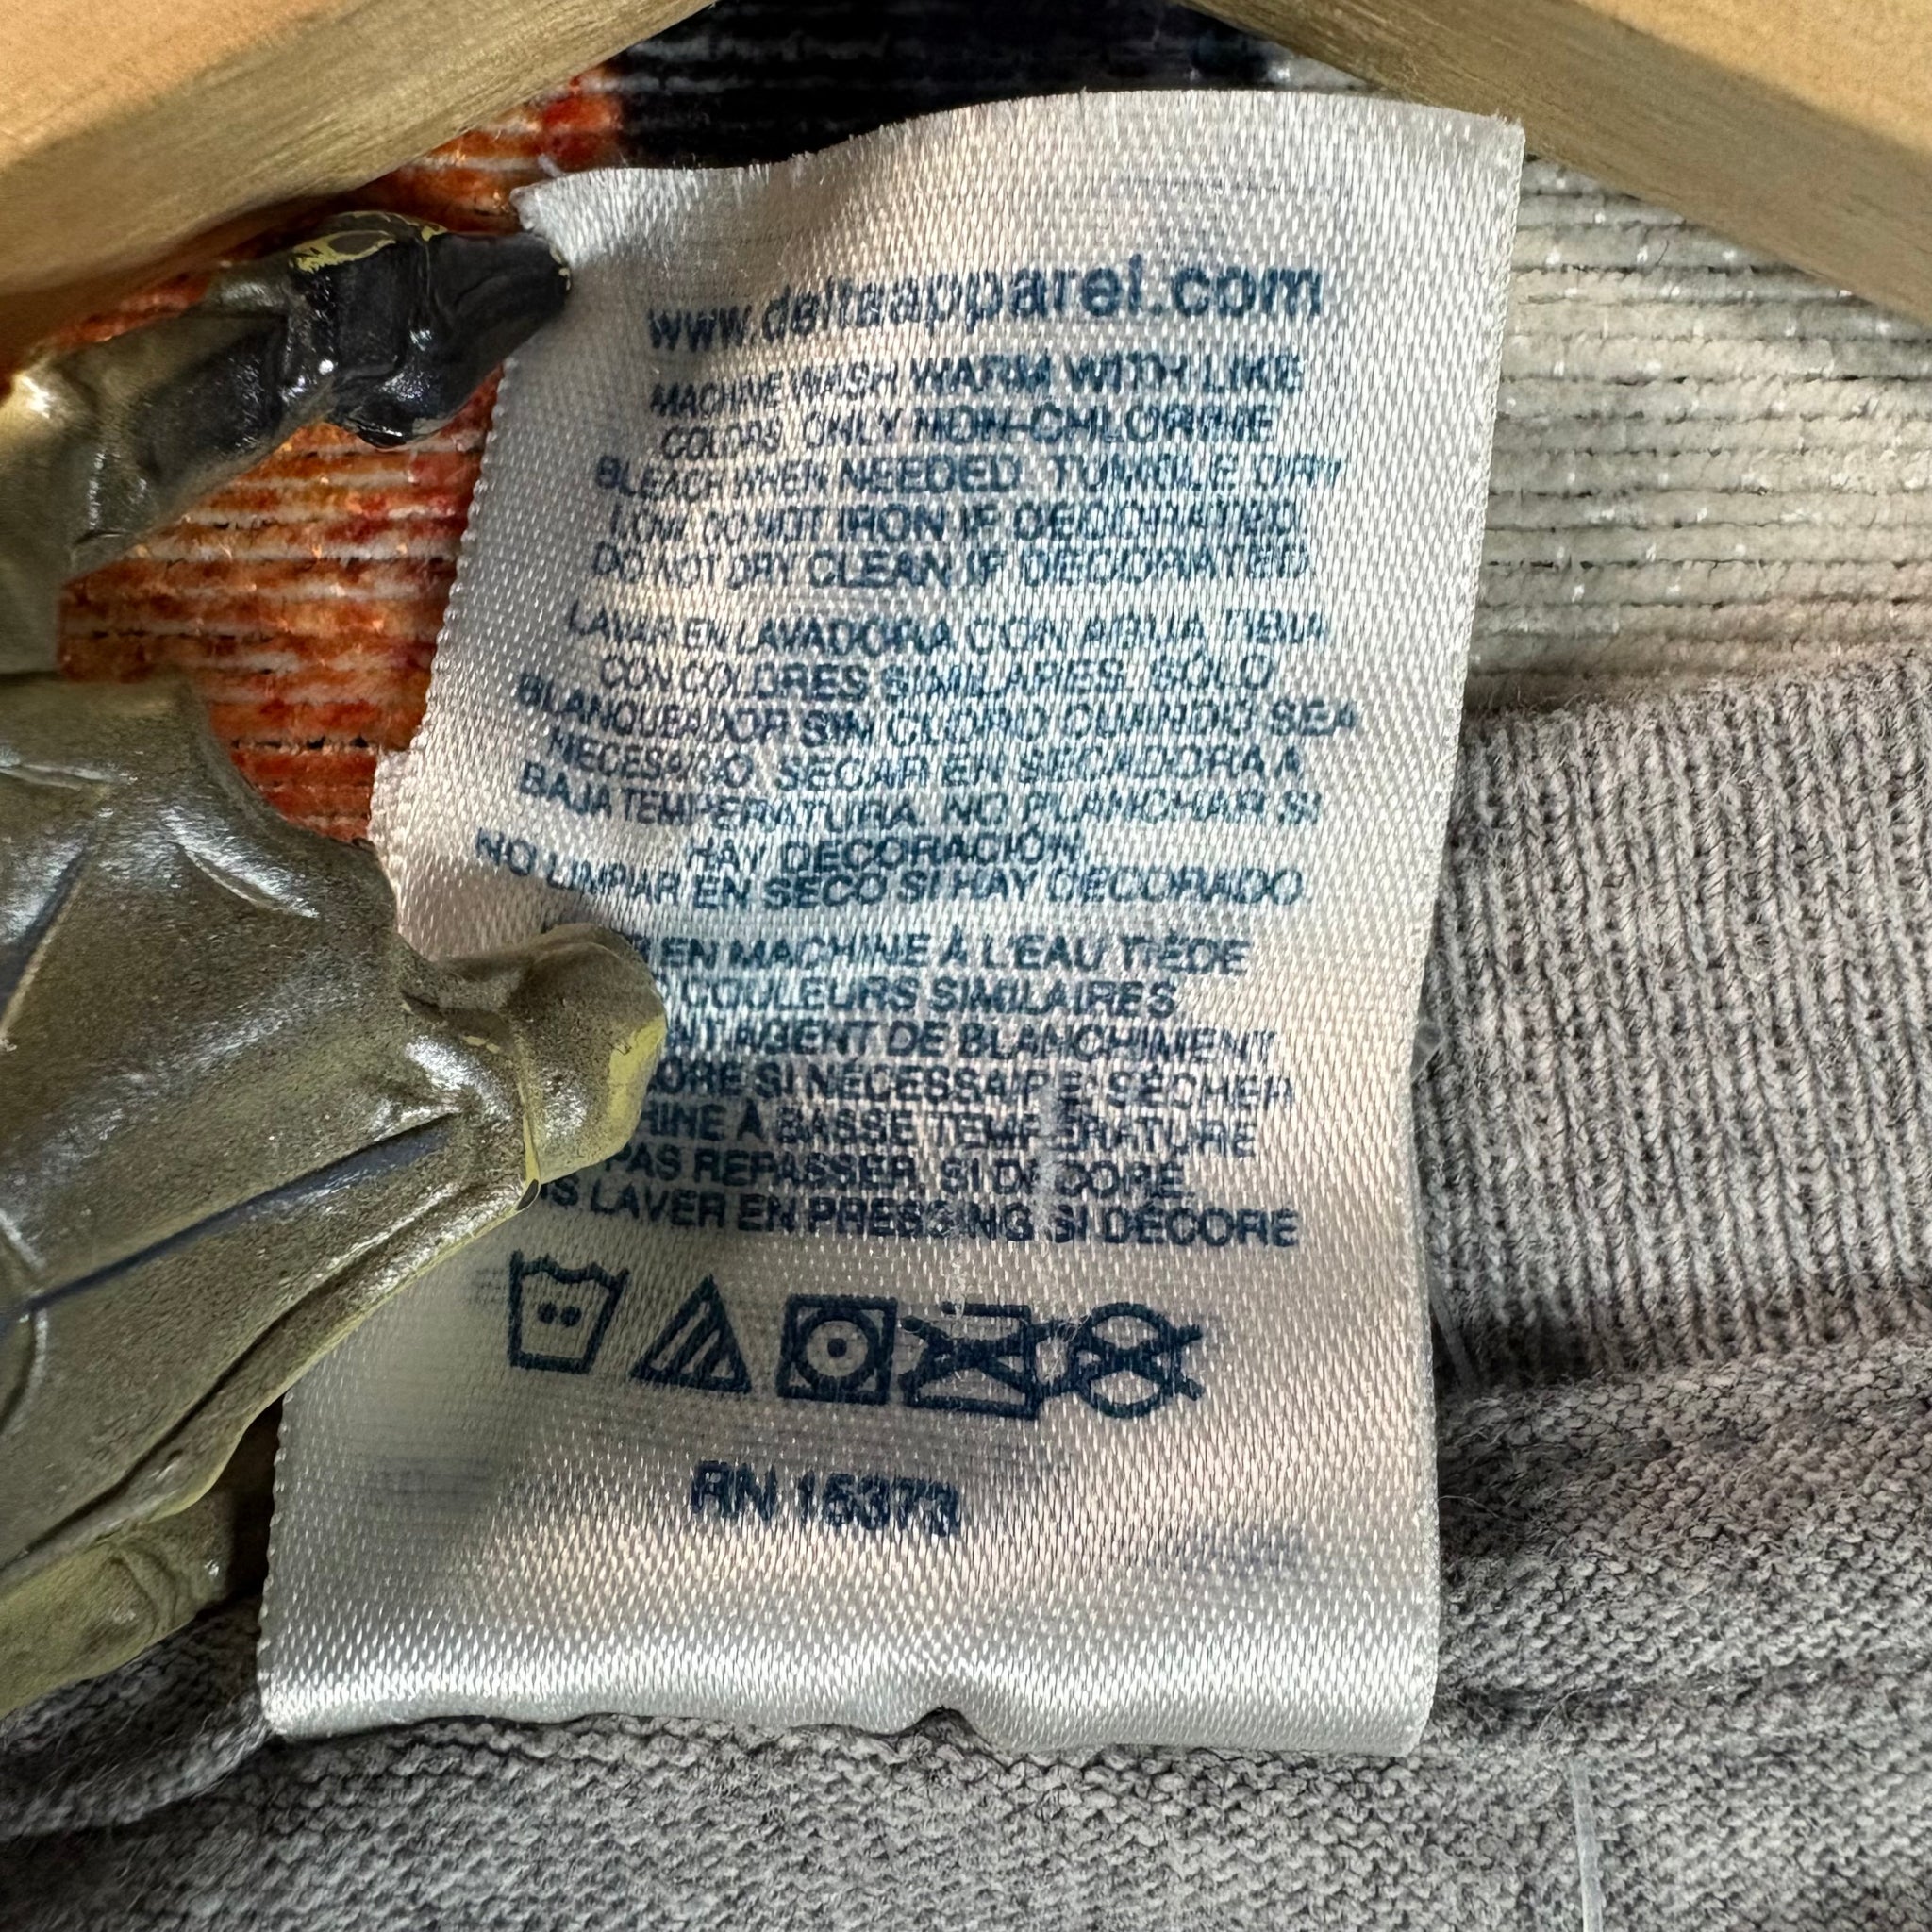 www.deltaapparel.com
MACHINE WASH WARM WITH LIKE
COLORS. ONLY NON-CHLORINE
BLEACH WHEN NEEDED. TUMBLE DRY
LOW. DO NOT IRON IF DECORATED.
DO NOT DRY CLEAN IF DECORATED
LAVAR EN LAVADORA CON AGUA TIBIA
CON COLORES SIMILARES. SÓLO
BLANQUEADOR SIN CLORO CUANDO SEA
NECESARIO. SECAR EN SECADORA A
BAJA TEMPERATURA. NO PLANCHAR SI
HAY DECORACIÓN.
NO LIMPIAR EN SECO SI HAY DECORADO
EN MACHINE À L'EAU TIÈDE
COULEURS SIMILAIRES
AGENT DE BLANCHIMENT
SI NÉCESSAIRE. SÉCHER
À BASSE TEMPÉRATURE
PAS REPASSER, SI DÉCORÉ.
LAVER EN PRESSING SI DÉCORÉ
RN 15373